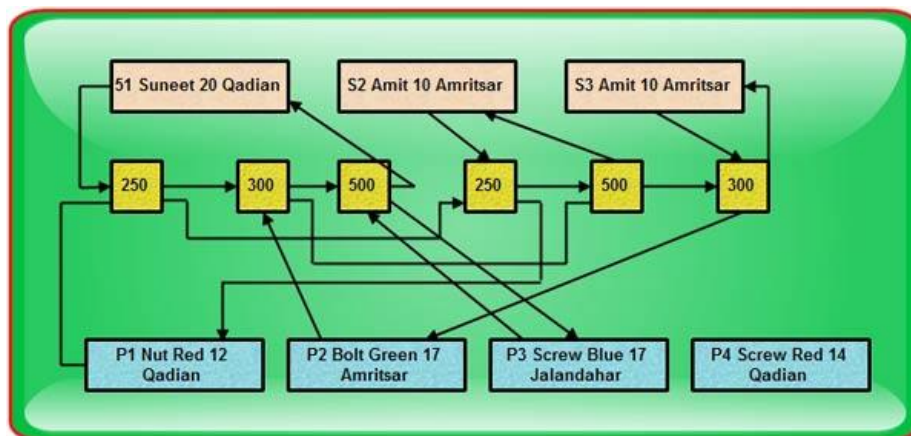 51 Suneet 20 Qadian
S2 Amit 10 Amritsar
S3 Amit 10 Amritsar
250
300
500
250
500
300
P1 Nut Red 12
Qadian
P2 Bolt Green 17
Amritsar
P3 Screw Blue 17
Jalandahar
P4 Screw Red 14
Qadian